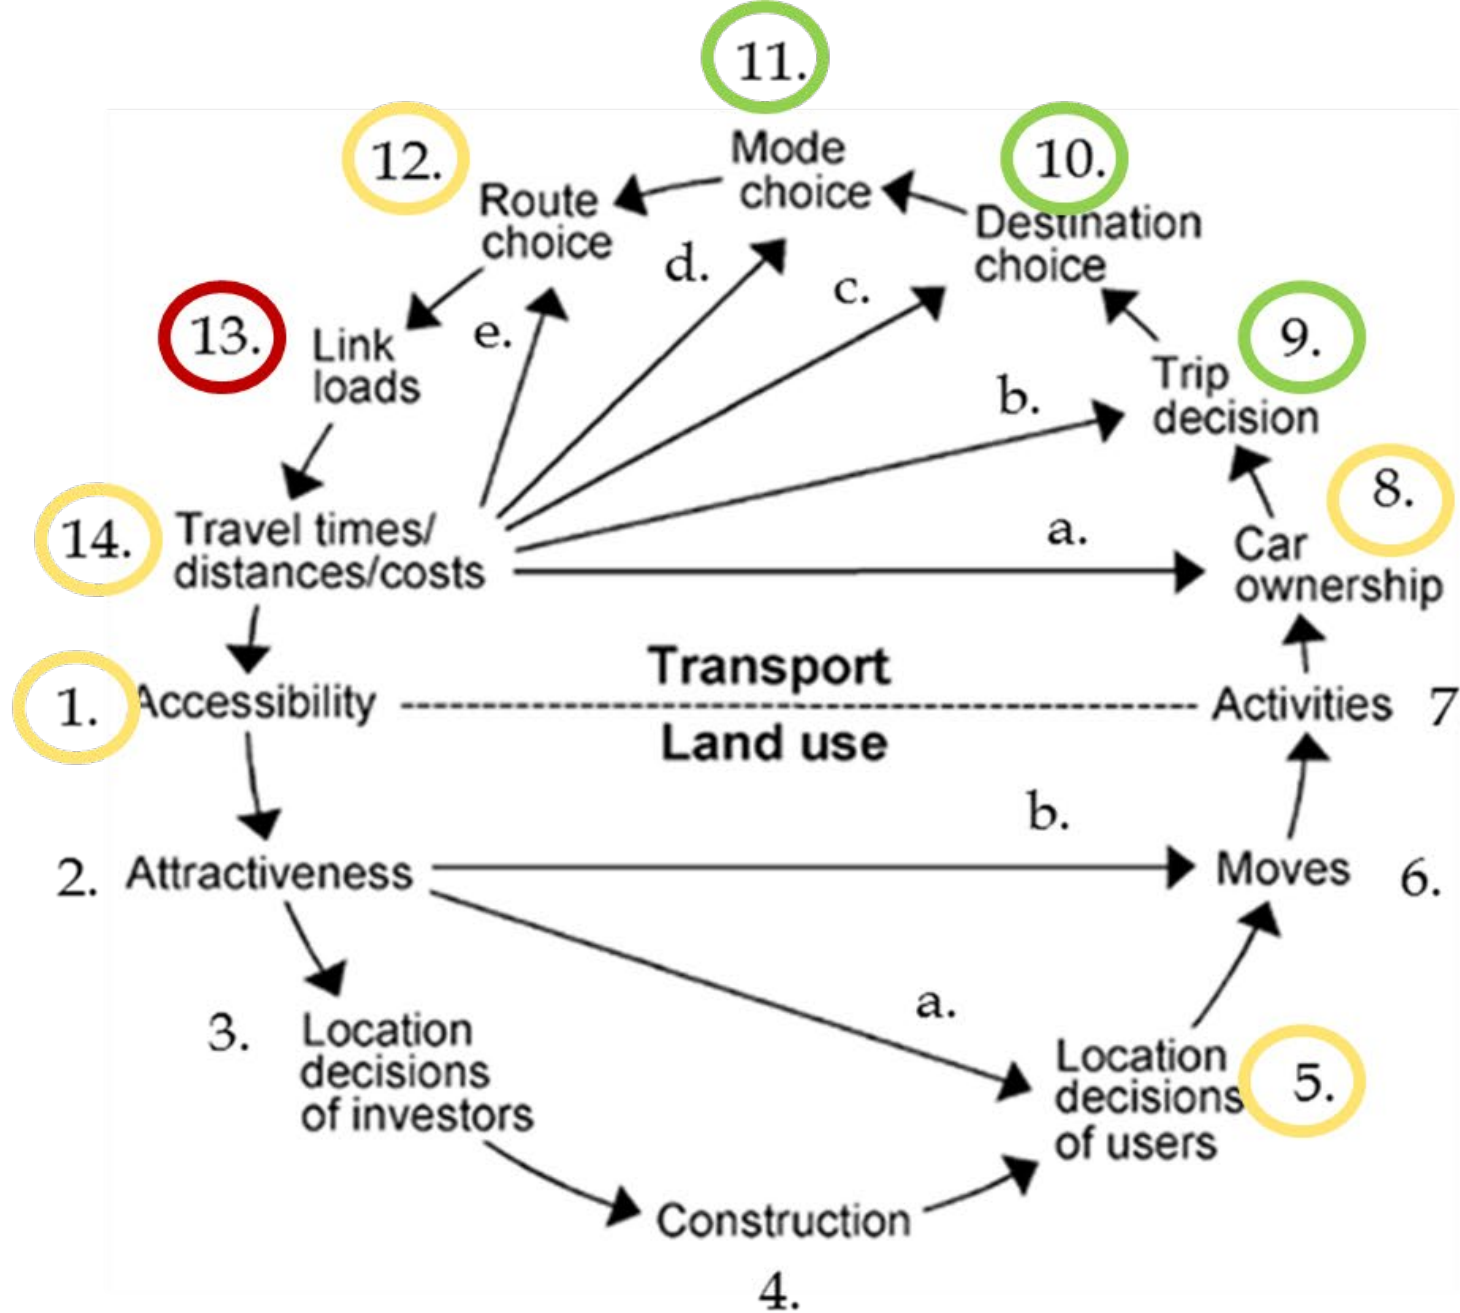 11.
Mode
choice
12.
Route
choice
10.
Destination
choice
d.
c.
13.
Link
loads
e.
9.
Trip
decision
b.
8.
14.
Travel times/
distances/costs
a.
Car
ownership
Transport
1.
Accessibility
Activities 7
Land use
b.
2. Attractiveness
Moves 6.
a.
3. Location
decisions
of investors
Location
decisions
of users
5.
Construction
4.